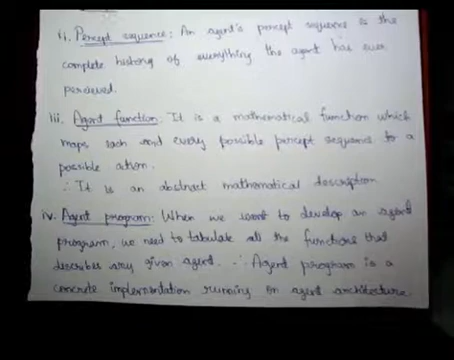 ii. Percept sequence: An agent's percept sequence is the
complete history of everything the agent has ever
perceived.
iii. Agent function: It is a mathematical function which
maps each and every possible percept sequence to a
possible action.
∴ It is an abstract mathematical description
iv. Agent program: When we want to develop an agent
program, we need to tabulate all the functions that
describes any given agent. ∴ Agent program is a
concrete implementation running on agent architecture